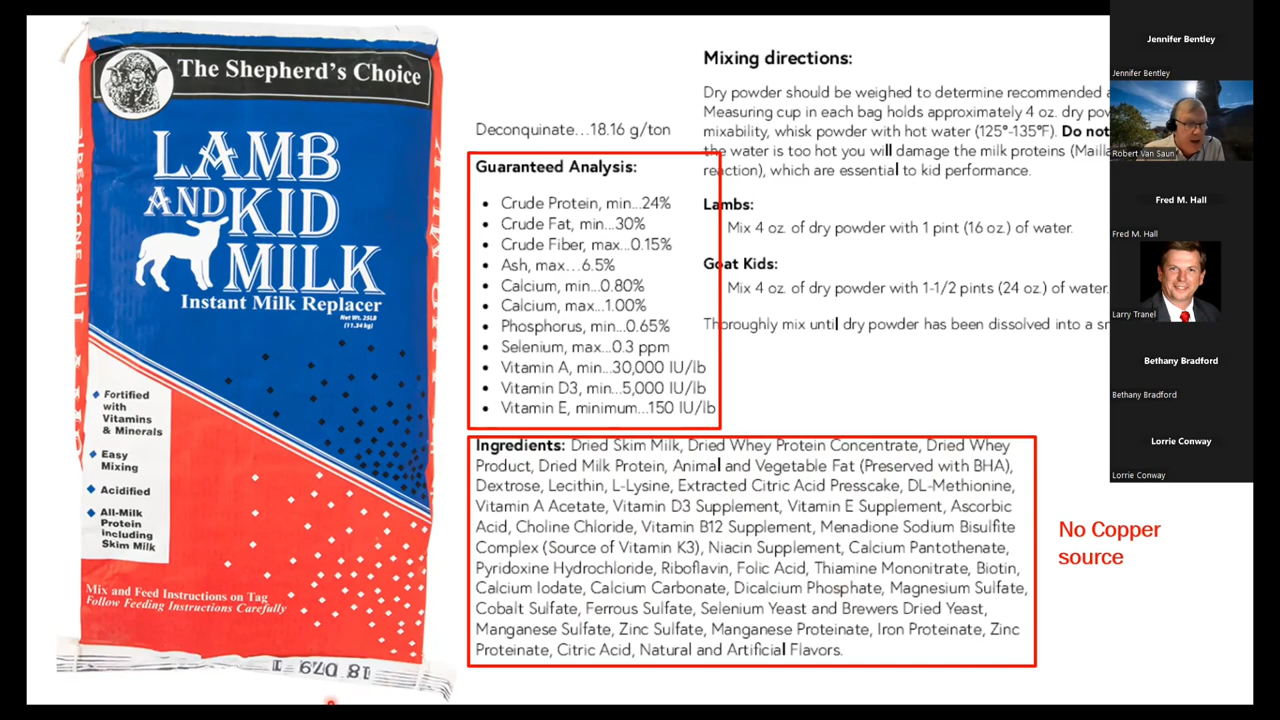 The Shepherd's Choice
LAMB
AND KID
MILK
Instant Milk Replacer
Net Wt. 25LB
(11.34 kg)
Fortified
with
Vitamins
& Minerals
Easy
Mixing
Acidified
All-Milk
Protein
Including
Skim Milk
Mix and Feed Instructions on Tag
Follow Feeding Instructions Carefully
Deconquinate...18.16 g/ton
Guaranteed Analysis:
• Crude Protein, min...24%
• Crude Fat, min...30%
• Crude Fiber, max...0.15%
• Ash, max...6.5%
• Calcium, min...0.80%
• Calcium, max...1.00%
• Phosphorus, min...0.65%
• Selenium, max...0.3 ppm
• Vitamin A, min...30,000 IU/lb
• Vitamin D3, min...5,000 IU/lb
• Vitamin E, minimum...150 IU/lb
Mixing directions:
Dry powder should be weighed to determine recommended
Measuring cup in each bag holds approximately 4 oz. dry
mixability, whisk powder with hot water (125°-135°F). Do not
the water is too hot you will damage the milk proteins
reaction), which are essential to kid performance.
Lambs:
Mix 4 oz. of dry powder with 1 pint (16 oz.) of water.
Goat Kids:
Mix 4 oz. of dry powder with 1-1/2 pints (24 oz.) of water.
Thoroughly mix until dry powder has been dissolved into a
Ingredients: Dried Skim Milk, Dried Whey Protein Concentrate, Dried Whey
Product, Dried Milk Protein, Animal and Vegetable Fat (Preserved with BHA),
Dextrose, Lecithin, L-Lysine, Extracted Citric Acid Presscake, DL-Methionine,
Vitamin A Acetate, Vitamin D3 Supplement, Vitamin E Supplement, Ascorbic
Acid, Choline Chloride, Vitamin B12 Supplement, Menadione Sodium Bisulfite
Complex (Source of Vitamin K3), Niacin Supplement, Calcium Pantothenate,
Pyridoxine Hydrochloride, Riboflavin, Folic Acid, Thiamine Mononitrate, Biotin,
Calcium Iodate, Calcium Carbonate, Dicalcium Phosphate, Magnesium Sulfate,
Cobalt Sulfate, Ferrous Sulfate, Selenium Yeast and Brewers Dried Yeast,
Manganese Sulfate, Zinc Sulfate, Manganese Proteinate, Iron Proteinate, Zinc
Proteinate, Citric Acid, Natural and Artificial Flavors.
No Copper
source
Jennifer Bentley
Jennifer Bentley
Robert Van Saun
Fred M. Hall
Fred M. Hall
Larry Tranel
Bethany Bradford
Bethany Bradford
Lorrie Conway
Lorrie Conway